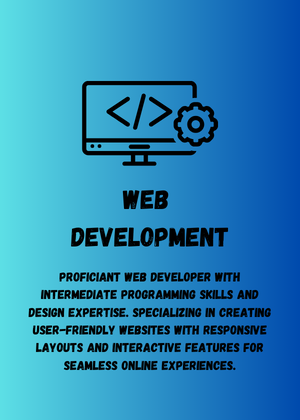 WEB
DEVELOPMENT
PROFICIANT WEB DEVELOPER WITH
INTERMEDIATE PROGRAMMING SKILLS AND
DESIGN EXPERTISE. SPECIALIZING IN CREATING
USER-FRIENDLY WEBSITES WITH RESPONSIVE
LAYOUTS AND INTERACTIVE FEATURES FOR
SEAMLESS ONLINE EXPERIENCES.